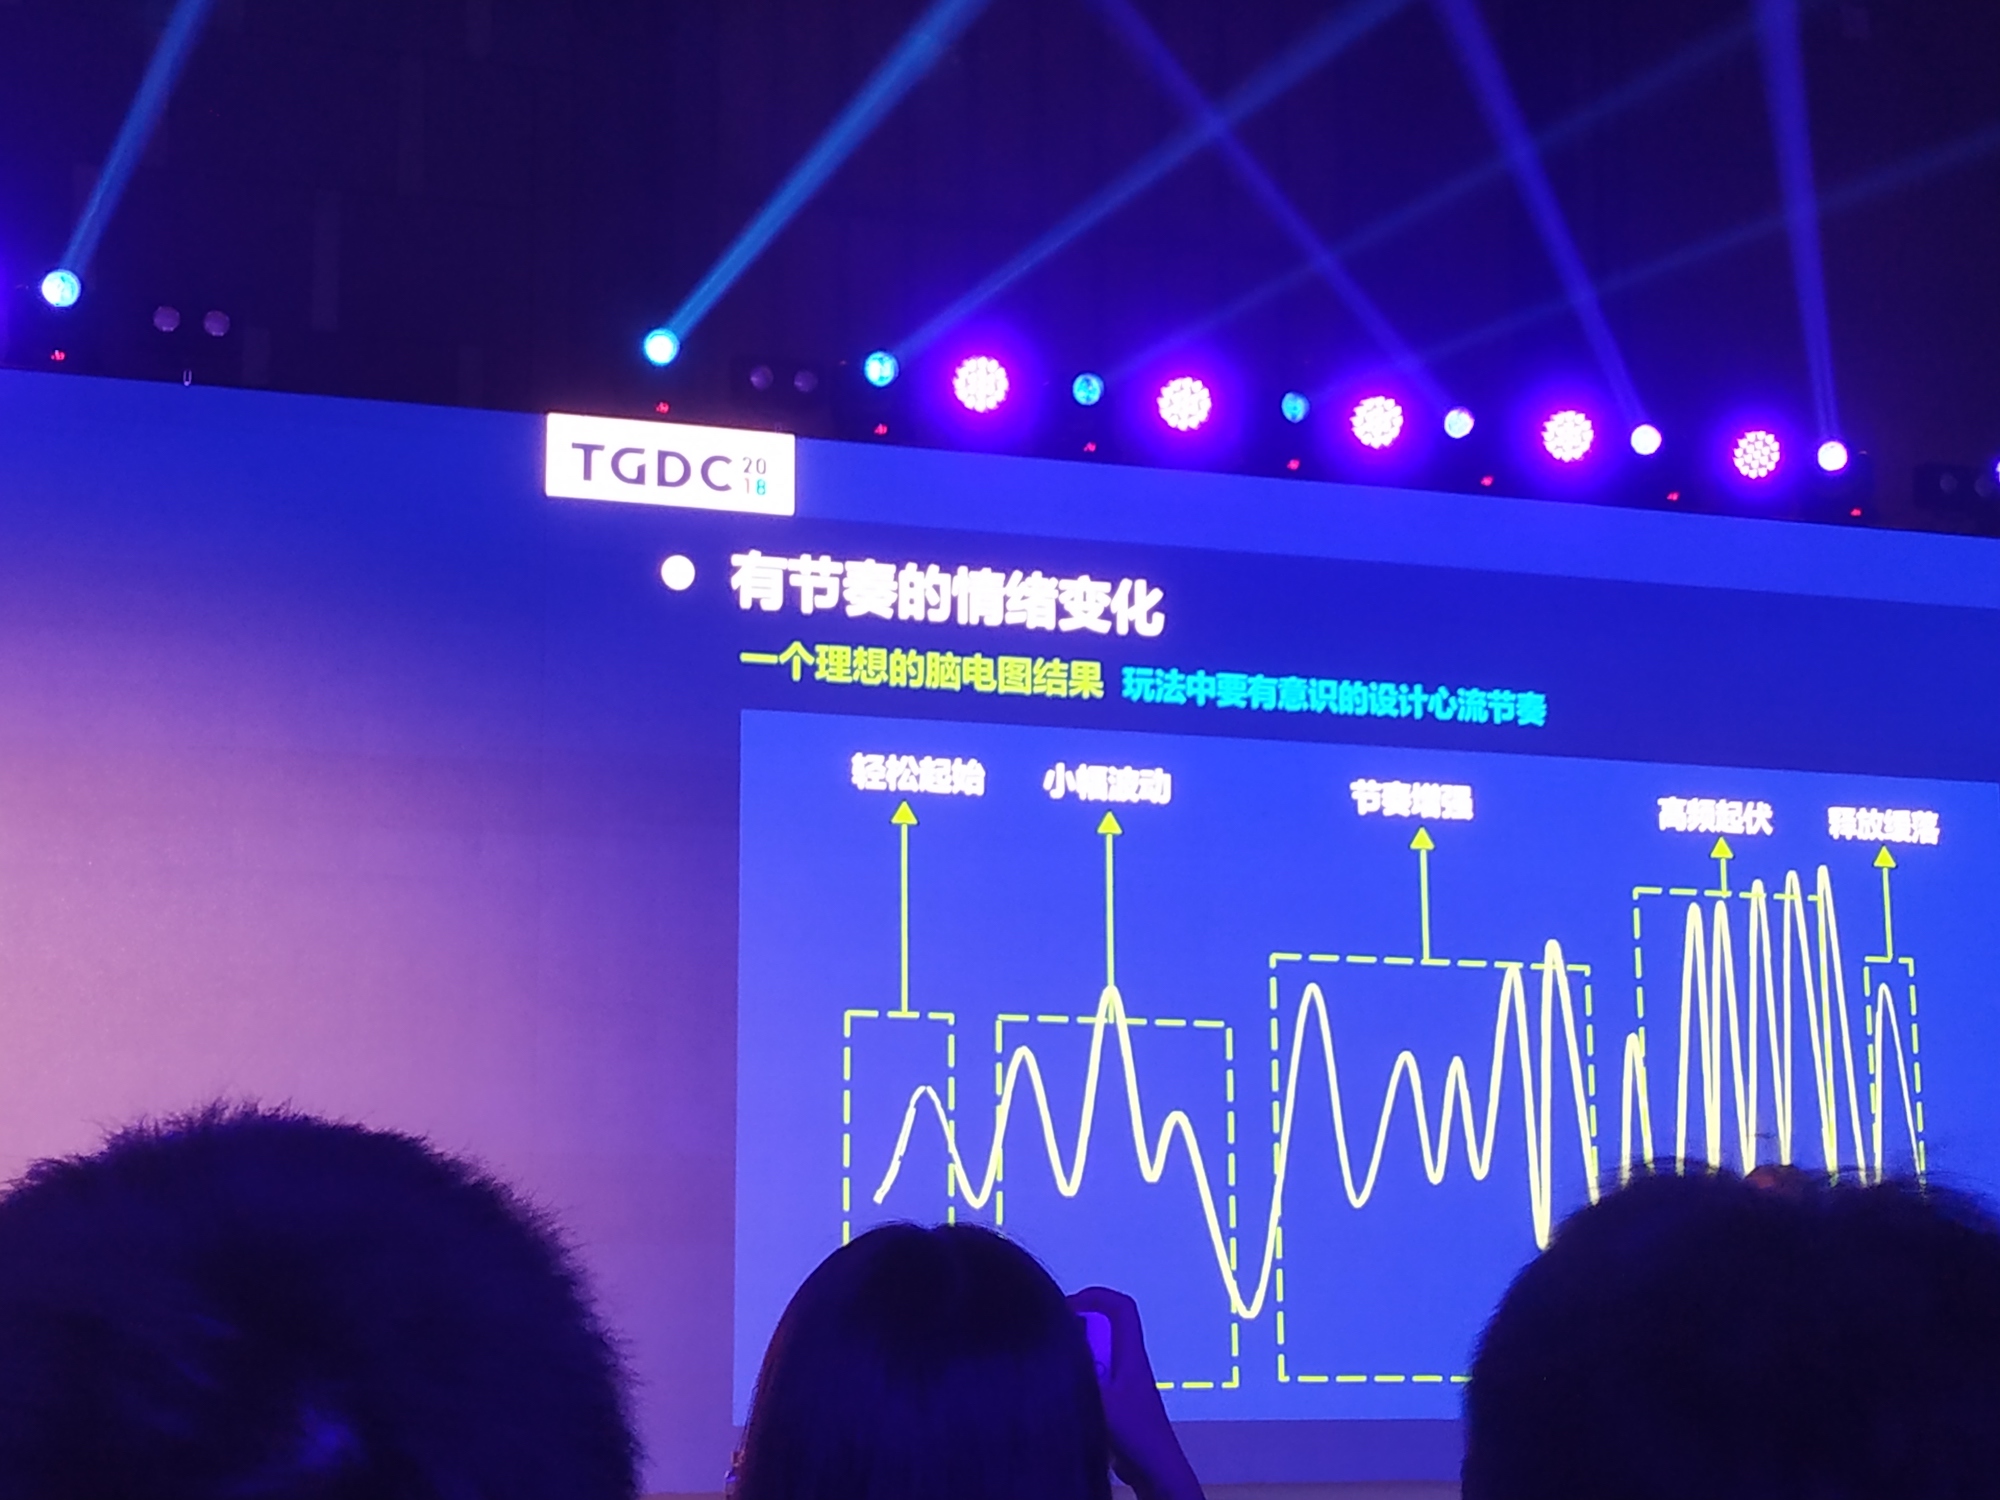 TGDC 2018
有节奏的情绪变化
一个理想的脑电图结果 玩法中要有意识的设计心流节奏
轻松起始 小幅波动 节奏增强 高频起伏 释放缓落